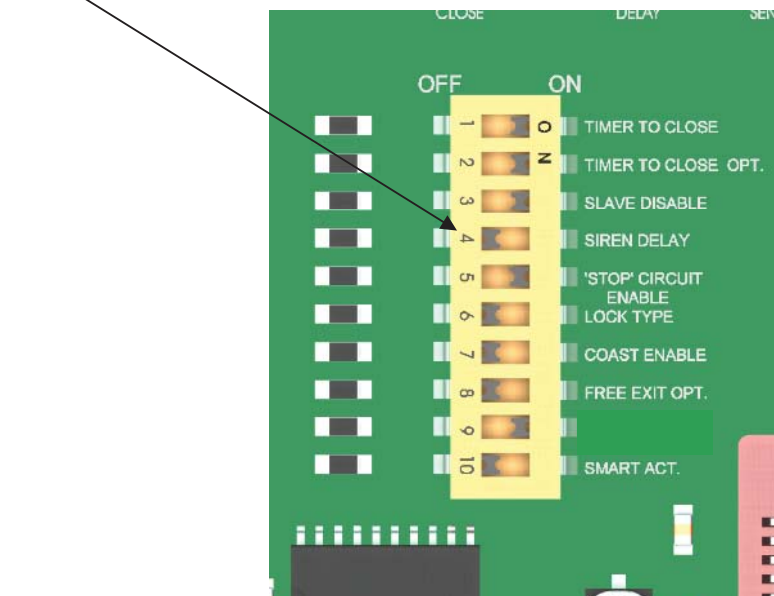 CLOSE DELAY
OFF ON
1 O TIMER TO CLOSE
2 N TIMER TO CLOSE OPT.
3 SLAVE DISABLE
4 SIREN DELAY
5 'STOP' CIRCUIT
ENABLE
6 LOCK TYPE
7 COAST ENABLE
8 FREE EXIT OPT.
9
10 SMART ACT.